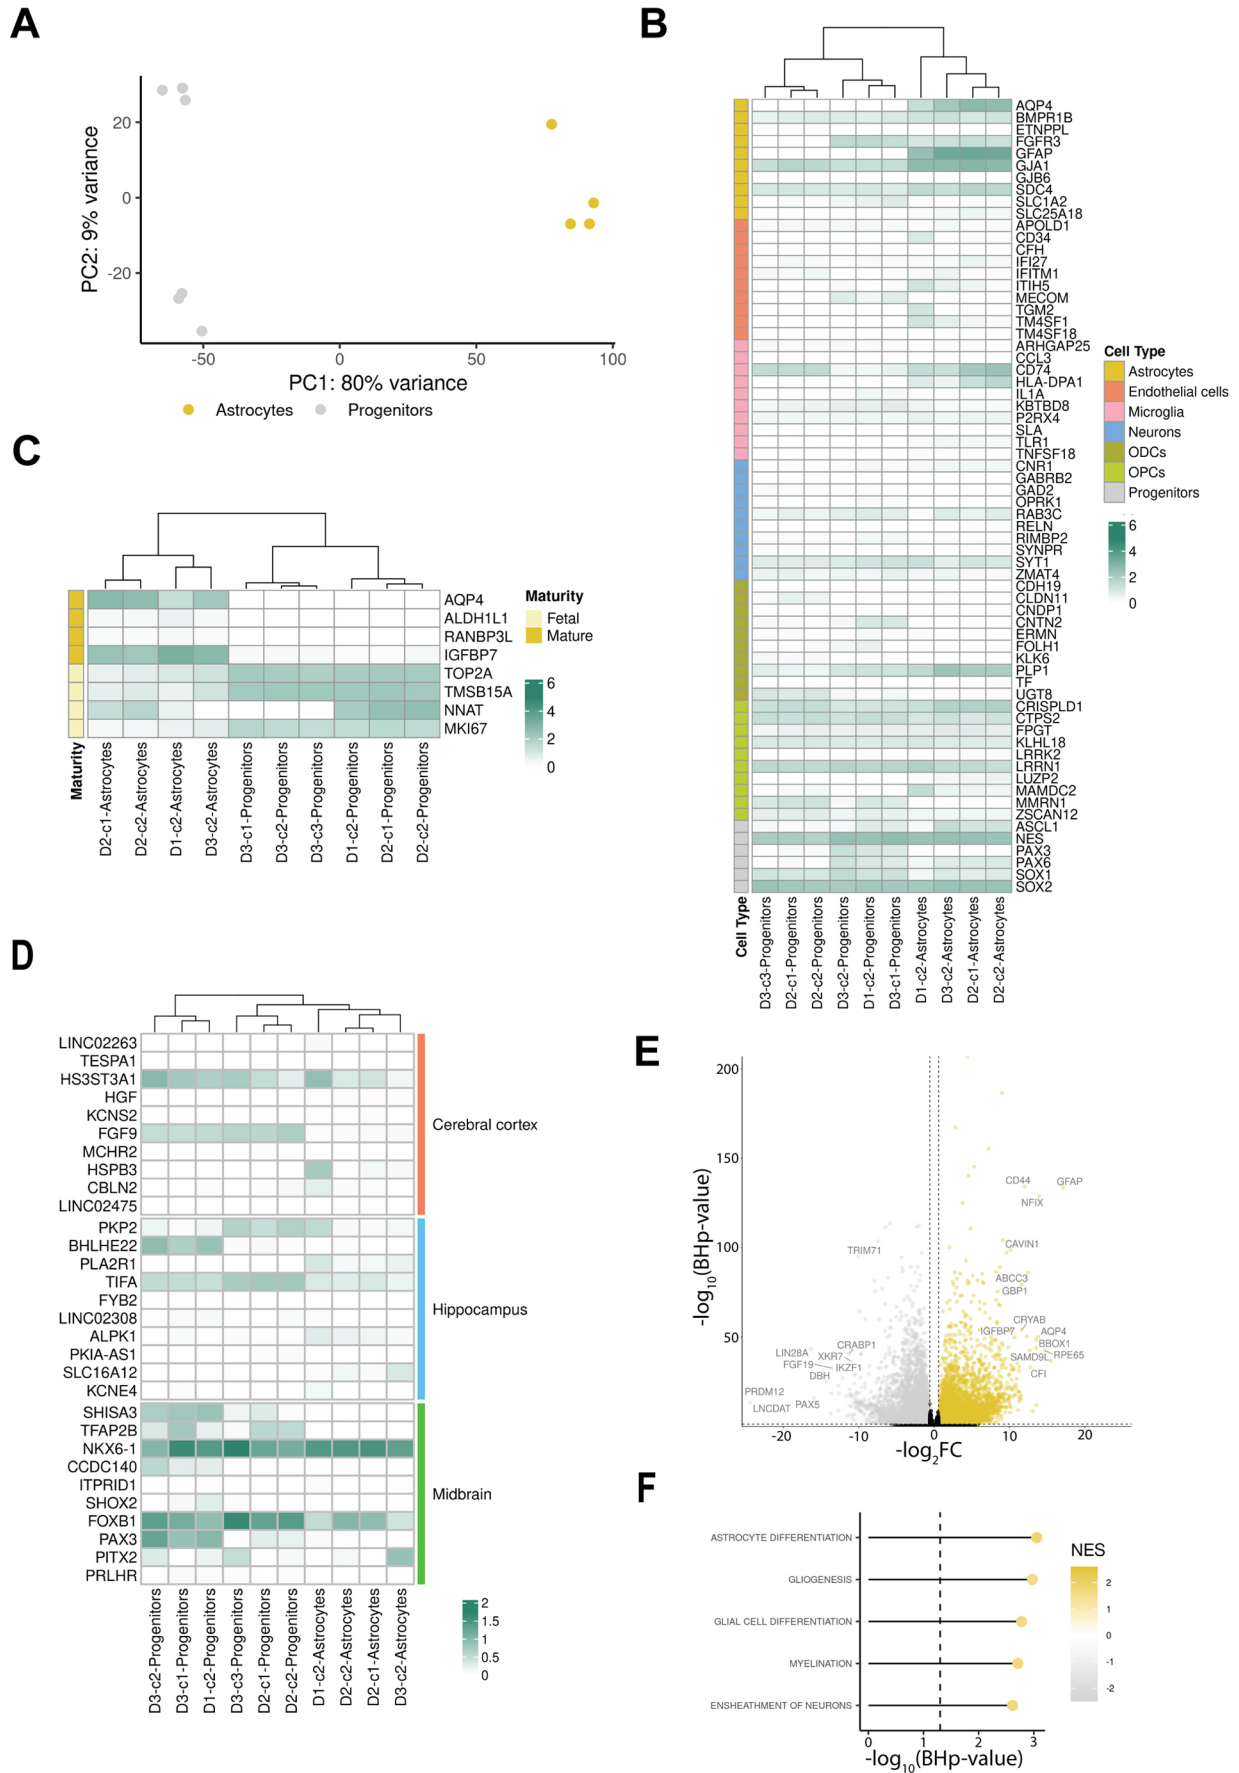 A
20
0
-20
PC2: 9% variance
-50
0
50
100
PC1: 80% variance
Astrocytes
Progenitors
B
AQP4
BMPR1B
ETNPPL
FGFR3
GFAP
GJA1
GJB6
SDC4
SLC1A2
SLC25A18
APOLD1
CD34
CFH
IFI27
IFITM1
ITIH5
MECOM
TGM2
TM4SF1
TM4SF18
ARHGAP25
CCL3
CD74
HLA-DPA1
IL1A
KBTBD8
P2RX4
SLA
TLR1
TNFSF18
CNR1
GABRB2
GAD2
OPRK1
RAB3C
RELN
RIMBP2
SYNPR
SYT1
ZMAT4
CDH19
CLDN11
CNDP1
CNTN2
ERMN
FOLH1
KLK6
PLP1
TF
UGT8
CRISPLD1
CTPS2
FPGT
KLHL18
LRRK2
LRRN1
LUZP2
MAMDC2
MMRN1
ZSCAN12
ASCL1
NES
PAX3
PAX6
SOX1
SOX2
Cell Type
D3-c3-Progenitors
D2-c1-Progenitors
D2-c2-Progenitors
D3-c2-Progenitors
D1-c2-Progenitors
D3-c1-Progenitors
D1-c2-Astrocytes
D3-c2-Astrocytes
D2-c1-Astrocytes
D2-c2-Astrocytes
Cell Type
Astrocytes
Endothelial cells
Microglia
Neurons
ODCs
OPCs
Progenitors
6
4
2
0
C
AQP4
ALDH1L1
RANBP3L
IGFBP7
TOP2A
TMSB15A
NNAT
MKI67
Maturity
D2-c1-Astrocytes
D2-c2-Astrocytes
D1-c2-Astrocytes
D3-c2-Astrocytes
D3-c1-Progenitors
D3-c2-Progenitors
D3-c3-Progenitors
D1-c2-Progenitors
D2-c1-Progenitors
D2-c2-Progenitors
Maturity
Fetal
Mature
6
4
2
0
D
LINC02263
TESPA1
HS3ST3A1
HGF
KCNS2
FGF9
MCHR2
HSPB3
CBLN2
LINC02475
PKP2
BHLHE22
PLA2R1
TIFA
FYB2
LINC02308
ALPK1
PKIA-AS1
SLC16A12
KCNE4
SHISA3
TFAP2B
NKX6-1
CCDC140
ITPRID1
SHOX2
FOXB1
PAX3
PITX2
PRLHR
Cerebral cortex
Hippocampus
Midbrain
D3-c2-Progenitors
D3-c1-Progenitors
D1-c2-Progenitors
D3-c3-Progenitors
D2-c1-Progenitors
D2-c2-Progenitors
D1-c2-Astrocytes
D2-c2-Astrocytes
D2-c1-Astrocytes
D3-c2-Astrocytes
2
1.5
1
0.5
0
E
200
150
100
50
-log10(BHp-value)
CD44
GFAP
NFIX
CAVIN1
TRIM71
ABCC3
GBP1
CRYAB
IGFBP7
AQP4
BBOX1
RPE65
SAMD9L
CFI
CRABP1
LIN28A
XKR7
FGF19
IKZF1
DBH
PRDM12
LNCDAT
PAX5
-20
-10
0
10
20
-log2FC
F
ASTROCYTE DIFFERENTIATION
GLIOGENESIS
GLIAL CELL DIFFERENTIATION
MYELINATION
ENSHEATHMENT OF NEURONS
0
1
2
3
-log10(BHp-value)
NES
2
1
0
-1
-2